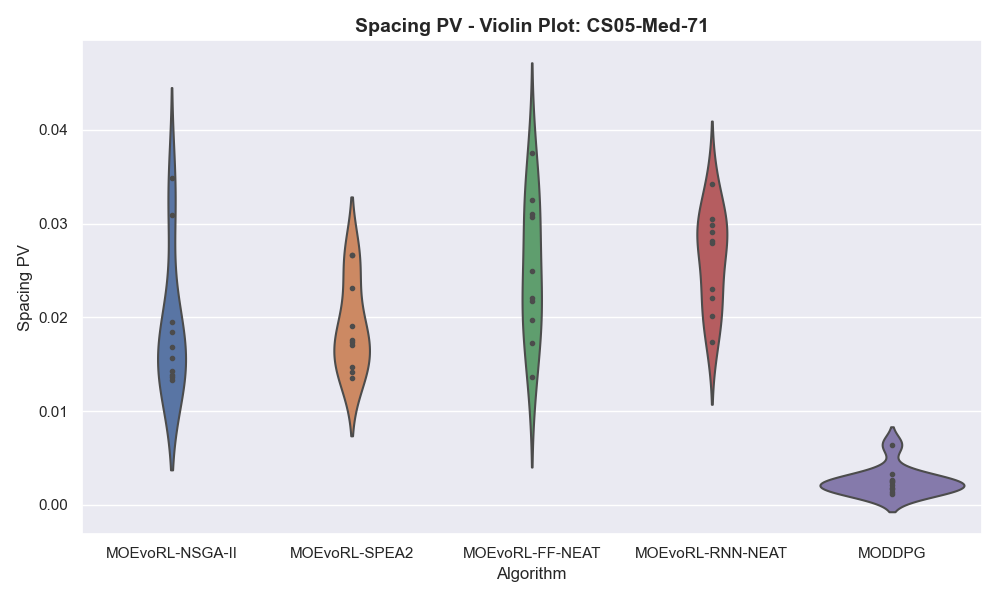 Spacing PV - Violin Plot: CS05-Med-71
Spacing PV
0.04
0.03
0.02
0.01
0.00
MOEvoRL-NSGA-II
MOEvoRL-SPEA2
MOEvoRL-FF-NEAT
MOEvoRL-RNN-NEAT
MODDPG
Algorithm